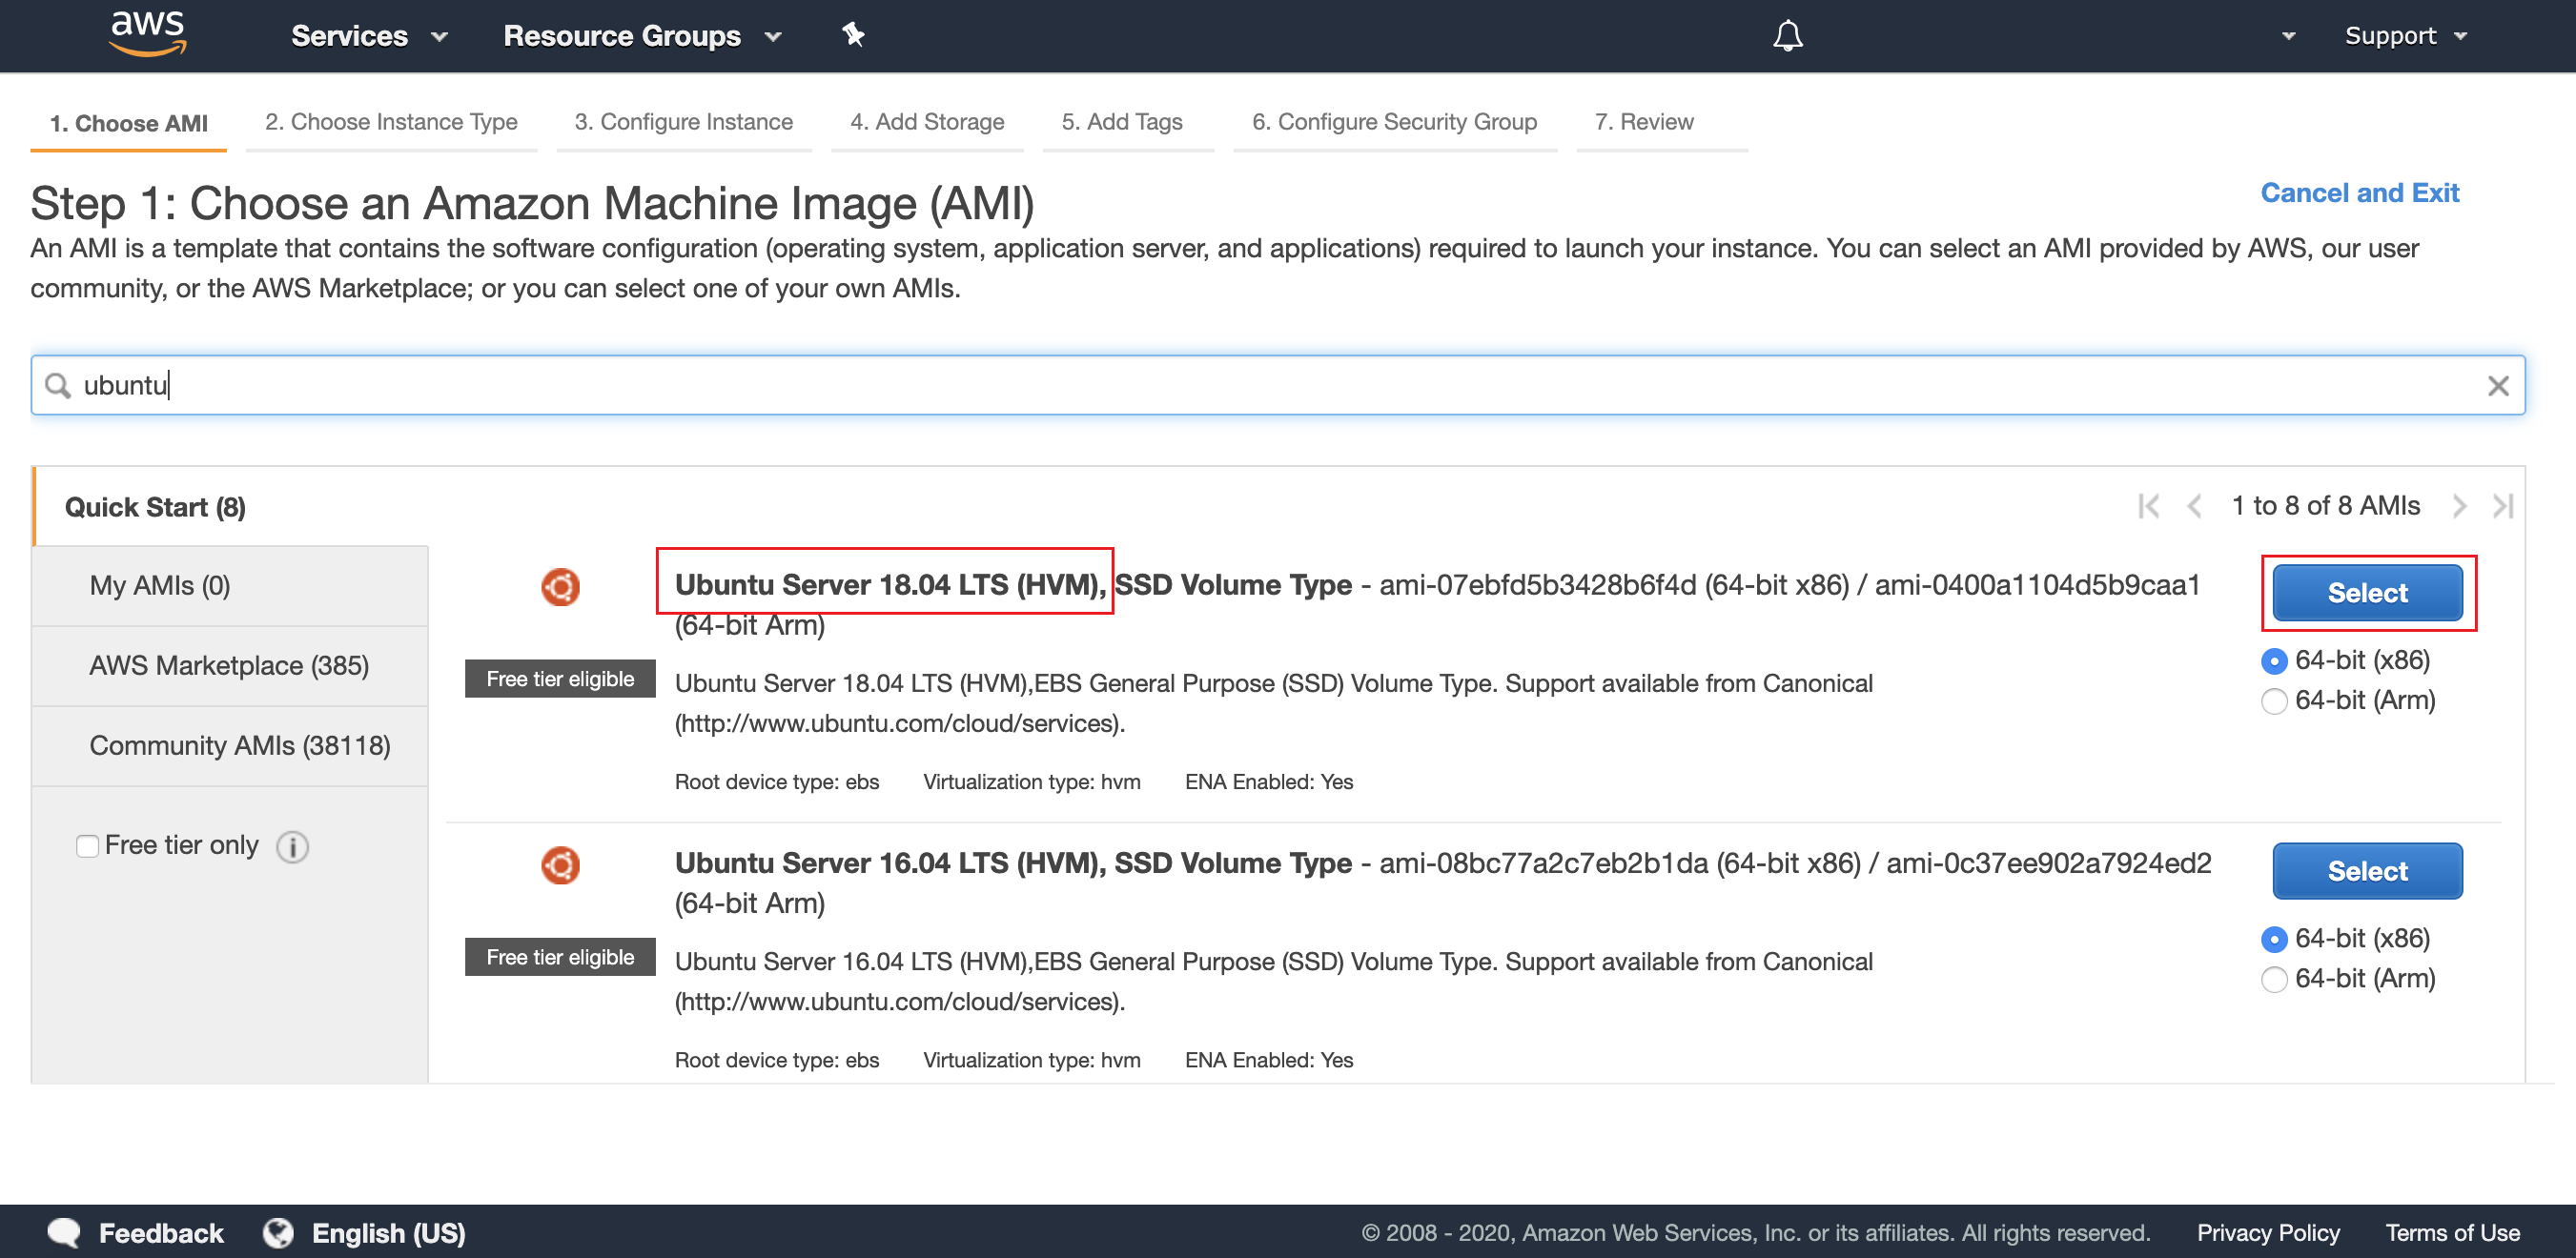 aws Services Resource Groups Support
1. Choose AMI 2. Choose Instance Type 3. Configure Instance 4. Add Storage 5. Add Tags 6. Configure Security Group 7. Review
Step 1: Choose an Amazon Machine Image (AMI)
Cancel and Exit
An AMI is a template that contains the software configuration (operating system, application server, and applications) required to launch your instance. You can select an AMI provided by AWS, our user
community, or the AWS Marketplace; or you can select one of your own AMIs.
ubuntu
Quick Start (8)
1 to 8 of 8 AMIs
My AMIs (0)
AWS Marketplace (385)
Community AMIs (38118)
Free tier only
Ubuntu Server 18.04 LTS (HVM), SSD Volume Type - ami-07ebfd5b3428b6f4d (64-bit x86) / ami-0400a1104d5b9caa1
(64-bit Arm)
Select
Free tier eligible
Ubuntu Server 18.04 LTS (HVM),EBS General Purpose (SSD) Volume Type. Support available from Canonical
(http://www.ubuntu.com/cloud/services).
64-bit (x86)
64-bit (Arm)
Root device type: ebs Virtualization type: hvm ENA Enabled: Yes
Ubuntu Server 16.04 LTS (HVM), SSD Volume Type - ami-08bc77a2c7eb2b1da (64-bit x86) / ami-0c37ee902a7924ed2
(64-bit Arm)
Select
Free tier eligible
Ubuntu Server 16.04 LTS (HVM),EBS General Purpose (SSD) Volume Type. Support available from Canonical
(http://www.ubuntu.com/cloud/services).
64-bit (x86)
64-bit (Arm)
Root device type: ebs Virtualization type: hvm ENA Enabled: Yes
Feedback English (US) © 2008 - 2020, Amazon Web Services, Inc. or its affiliates. All rights reserved. Privacy Policy Terms of Use